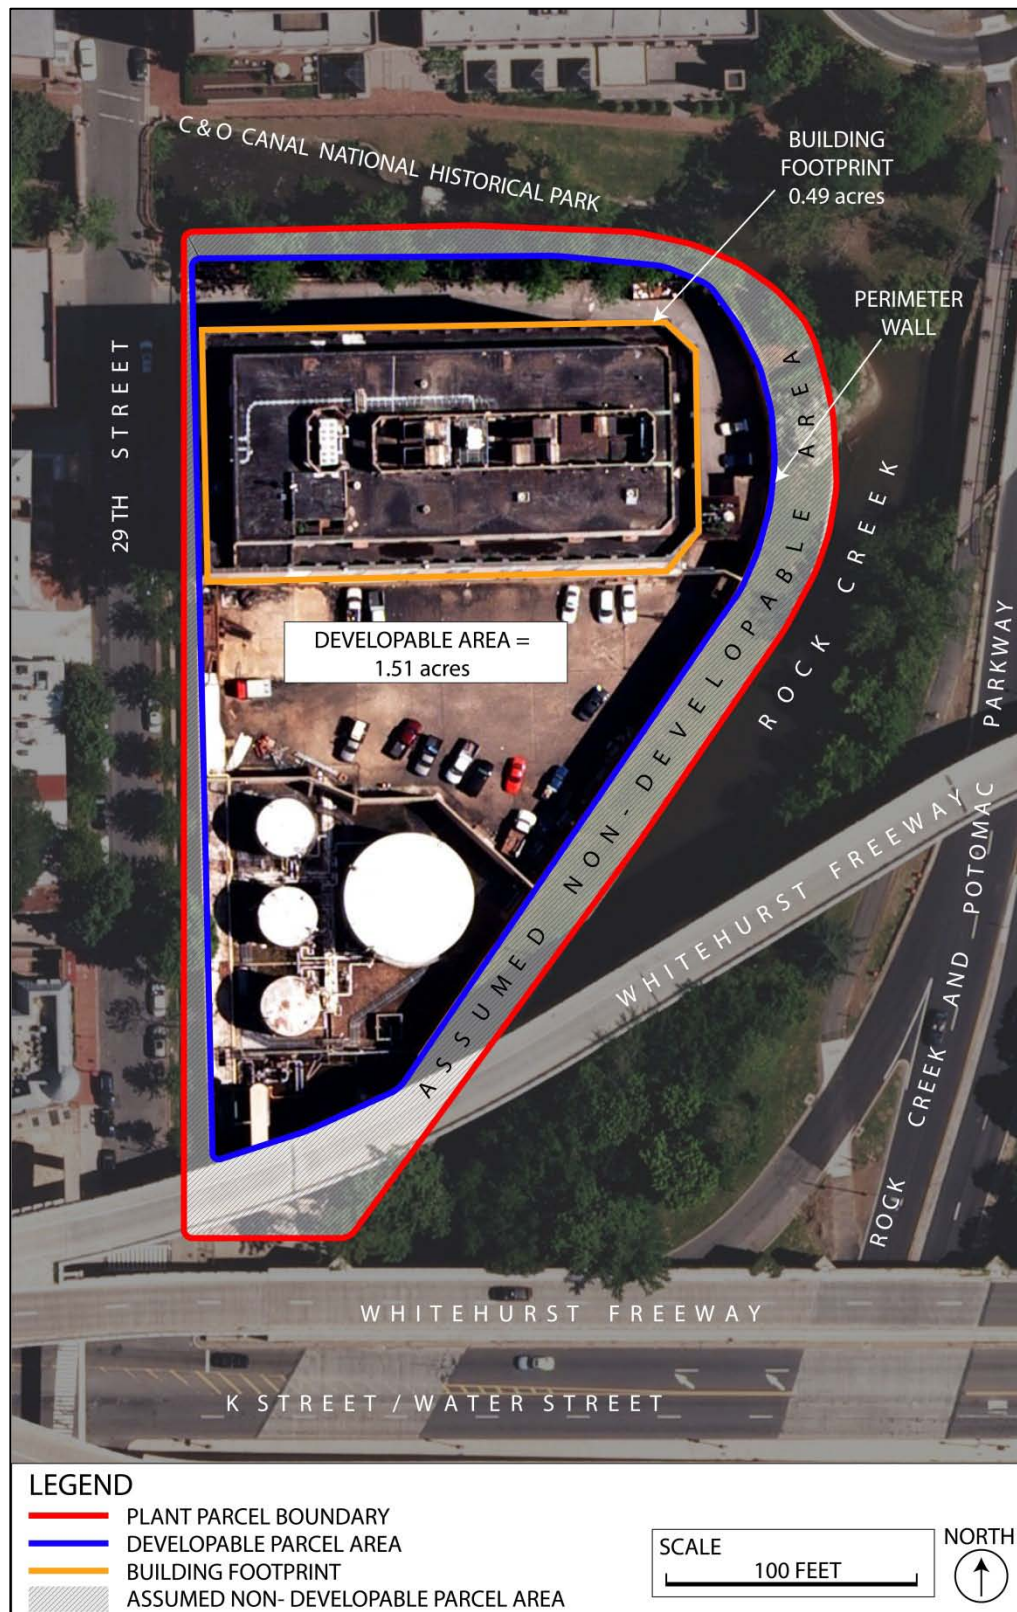 C & O CANAL NATIONAL HISTORICAL PARK
BUILDING
FOOTPRINT
0.49 acres
PERIMETER
WALL
29TH STREET
DEVELOPABLE AREA =
1.51 acres
ASSUMED NON-DEVELOPABLE AREA
ROCK CREEK
WHITEHURST FREEWAY
ROCK CREEK AND POTOMAC PARKWAY
WHITEHURST FREEWAY
K STREET / WATER STREET
LEGEND
PLANT PARCEL BOUNDARY
DEVELOPABLE PARCEL AREA
BUILDING FOOTPRINT
ASSUMED NON- DEVELOPABLE PARCEL AREA
SCALE
100 FEET
NORTH